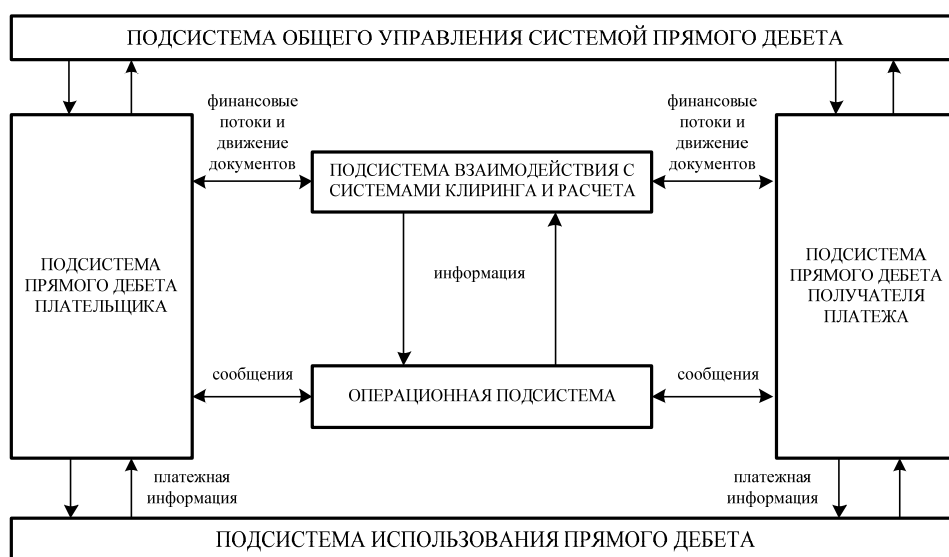 ПОДСИСТЕМА ОБЩЕГО УПРАВЛЕНИЯ СИСТЕМОЙ ПРЯМОГО ДЕБЕТА
финансовые
потоки и
движение
документов
финансовые
потоки и
движение
документов
ПОДСИСТЕМА ВЗАИМОДЕЙСТВИЯ С
СИСТЕМАМИ КЛИРИНГА И РАСЧЕТА
ПОДСИСТЕМА
ПРЯМОГО ДЕБЕТА
ПЛАТЕЛЬЩИКА
информация
ПОДСИСТЕМА
ПРЯМОГО ДЕБЕТА
ПОЛУЧАТЕЛЯ
ПЛАТЕЖА
сообщения
ОПЕРАЦИОННАЯ ПОДСИСТЕМА
сообщения
платежная
информация
платежная
информация
ПОДСИСТЕМА ИСПОЛЬЗОВАНИЯ ПРЯМОГО ДЕБЕТА